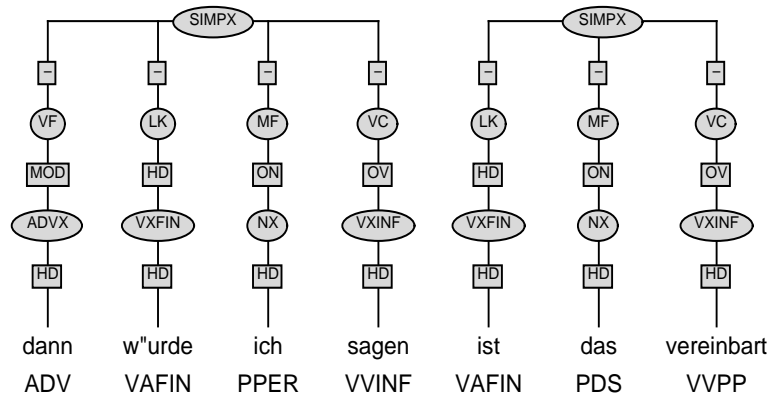 SIMPX SIMPX
– – – – – – –
VF LK MF VC LK MF VC
MOD HD ON OV HD ON OV
ADVX VXFIN NX VXINF VXFIN NX VXINF
HD HD HD HD HD HD HD
dann w"urde ich sagen ist das vereinbart
ADV VAFIN PPER VVINF VAFIN PDS VVPP